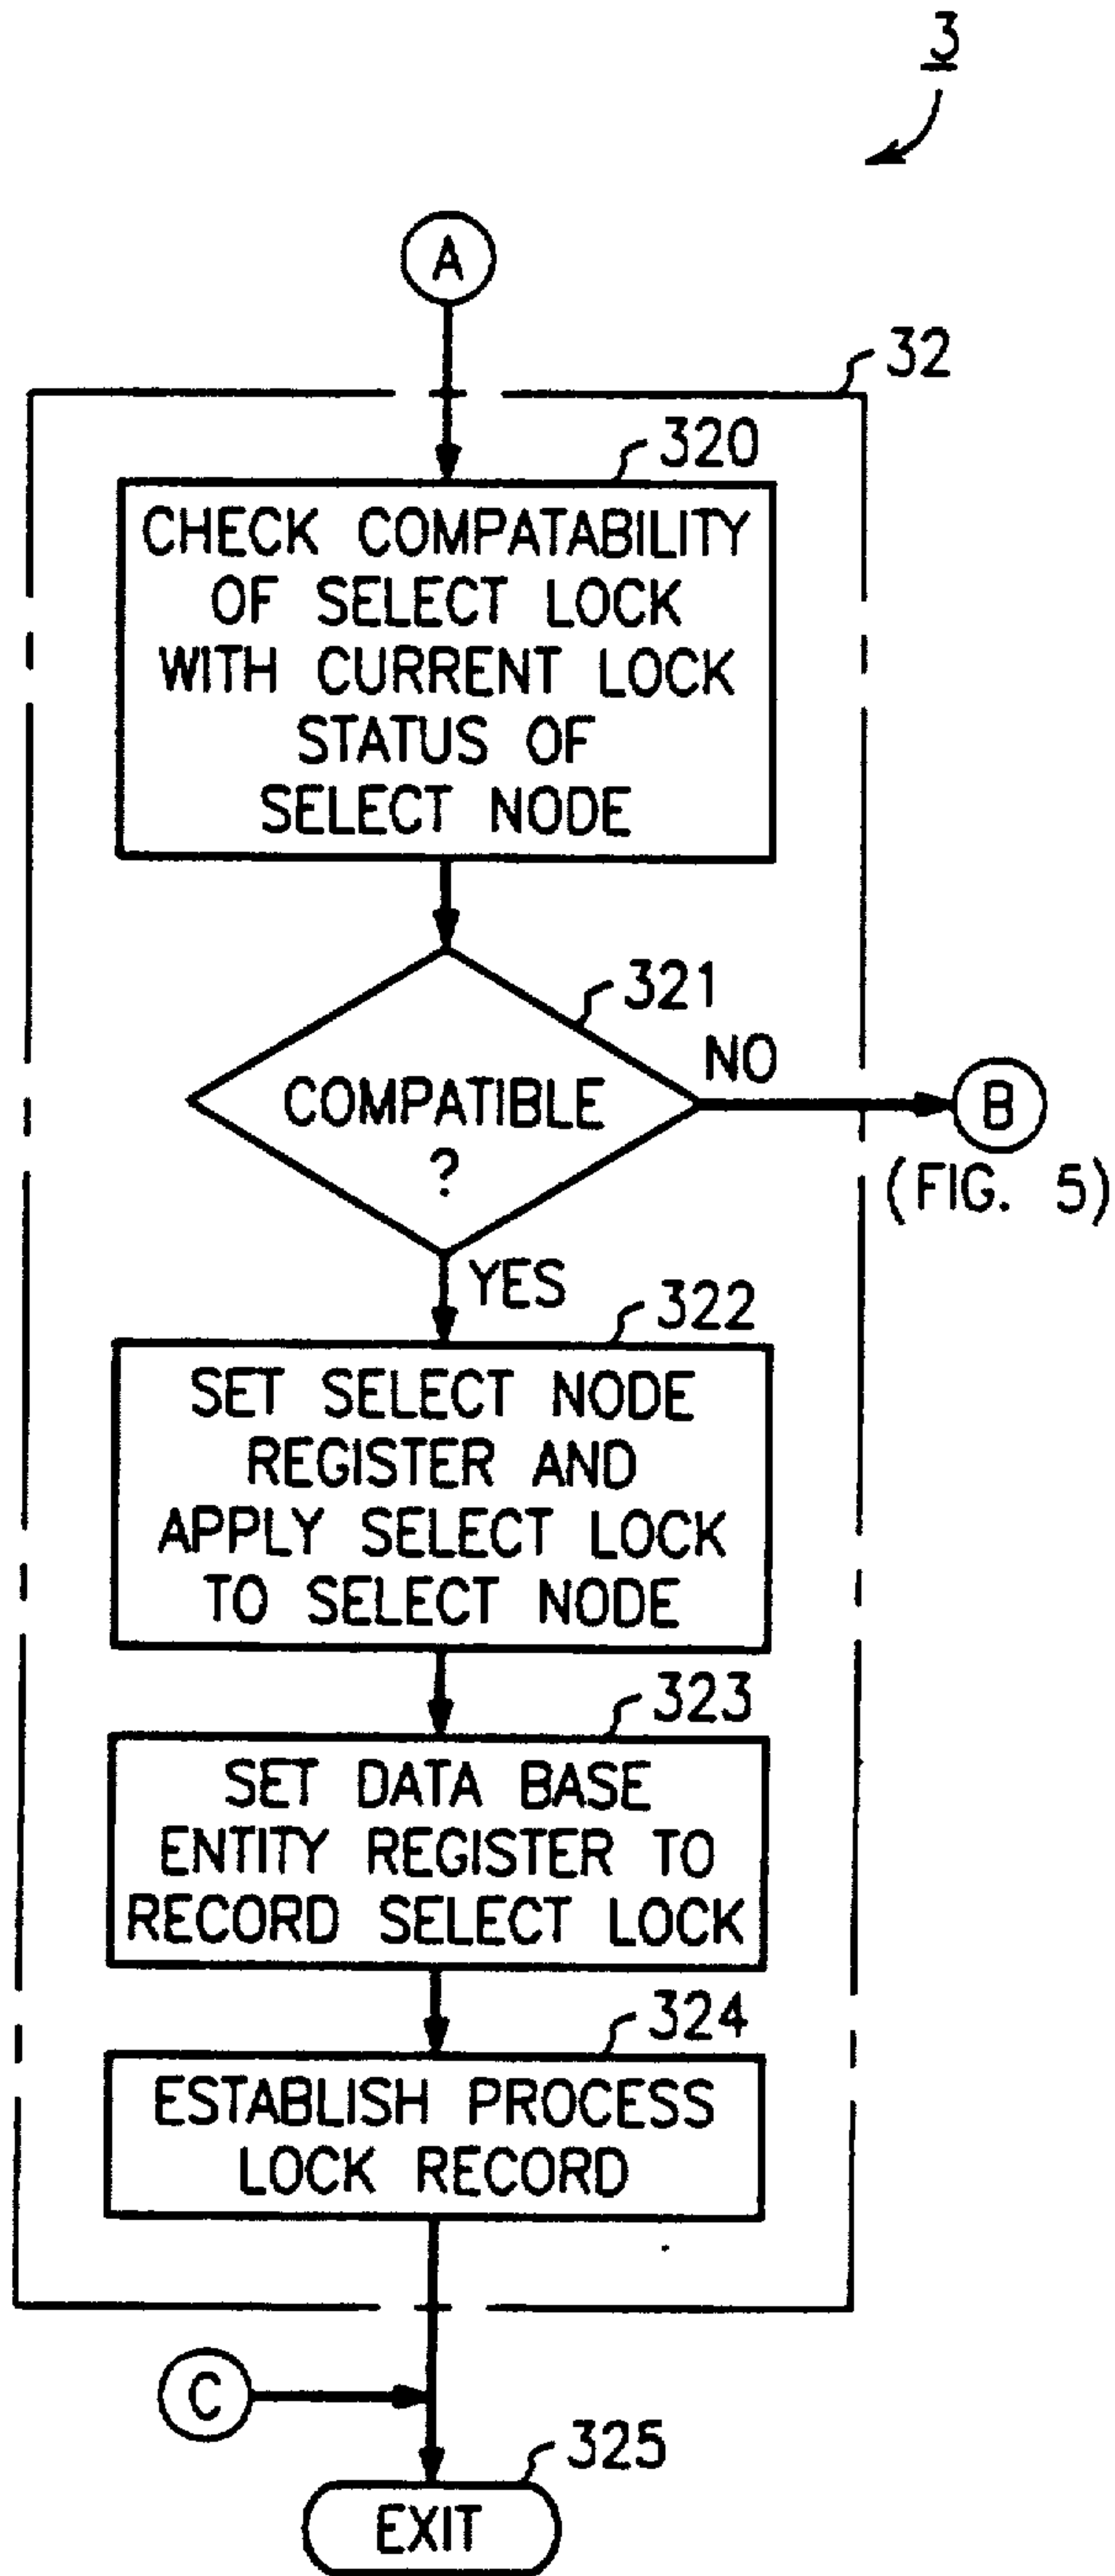 3
A
32
320
CHECK COMPATABILITY
OF SELECT LOCK
WITH CURRENT LOCK
STATUS OF
SELECT NODE
321
COMPATIBLE
?
NO
B
(FIG. 5)
YES
322
SET SELECT NODE
REGISTER AND
APPLY SELECT LOCK
TO SELECT NODE
323
SET DATA BASE
ENTITY REGISTER TO
RECORD SELECT LOCK
324
ESTABLISH PROCESS
LOCK RECORD
C
325
EXIT